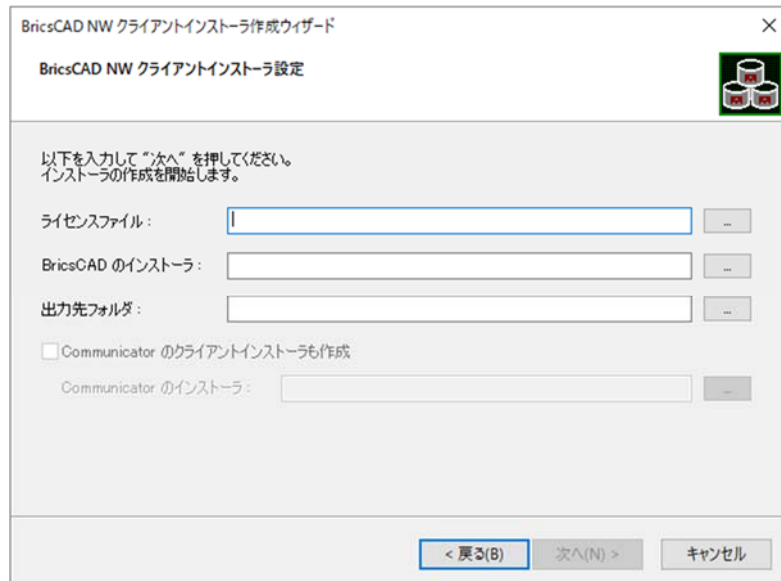 BricsCAD NW クライアントインストーラ作成ウィザード
BricsCAD NW クライアントインストーラ設定
以下を入力して "次へ" を押してください。
インストーラの作成を開始します。
ライセンスファイル :
...
BricsCAD のインストーラ :
...
出力先フォルダ :
...
Communicator のクライアントインストーラも作成
Communicator のインストーラ :
...
< 戻る(B)
次へ(N) >
キャンセル